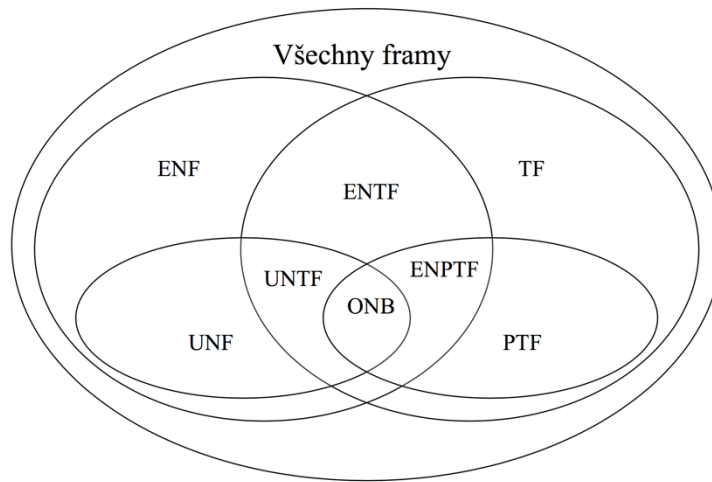 Všechny framy
ENF
TF
ENTF
UNTF
ENPTF
ONB
UNF
PTF